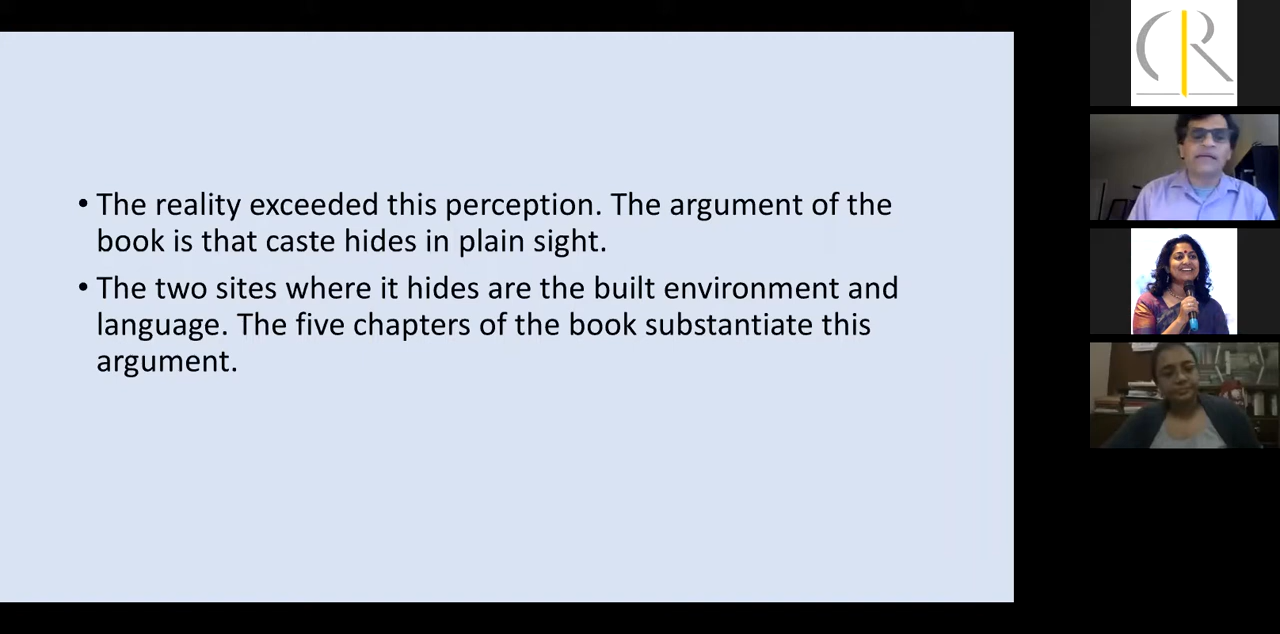 • The reality exceeded this perception. The argument of the
book is that caste hides in plain sight.
• The two sites where it hides are the built environment and
language. The five chapters of the book substantiate this
argument.